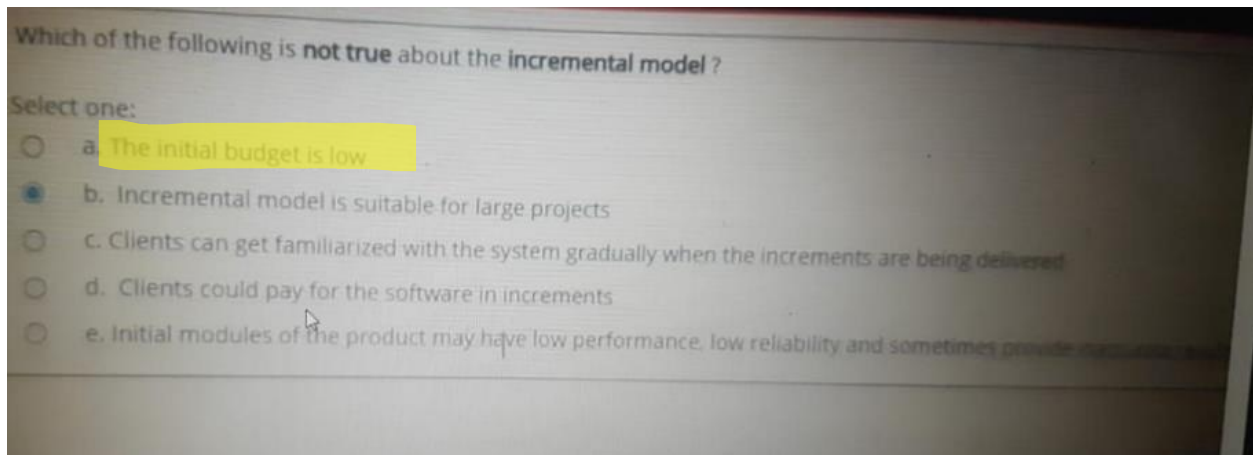 Which of the following is not true about the incremental model ?
Select one:
a. The initial budget is low
b. Incremental model is suitable for large projects
c. Clients can get familiarized with the system gradually when the increments are being delivered
d. Clients could pay for the software in increments
e. Initial modules of the product may have low performance, low reliability and sometimes provide